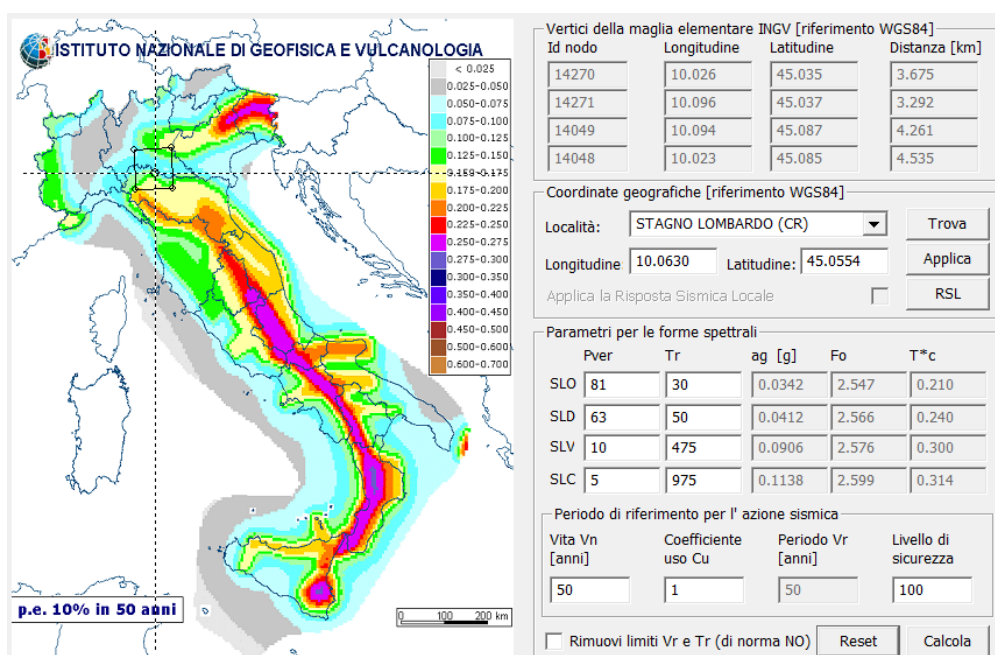 ISTITUTO NAZIONALE DI GEOFISICA E VULCANOLOGIA
< 0.025
0.025-0.050
0.050-0.075
0.075-0.100
0.100-0.125
0.125-0.150
0.150-0.175
0.175-0.200
0.200-0.225
0.225-0.250
0.250-0.275
0.275-0.300
0.300-0.350
0.350-0.400
0.400-0.450
0.450-0.500
0.500-0.600
0.600-0.700
p.e. 10% in 50 anni
0 100 200 km
Vertici della maglia elementare INGV [riferimento WGS84]
Id nodo Longitudine Latitudine Distanza [km]
14270 10.026 45.035 3.675
14271 10.096 45.037 3.292
14049 10.094 45.087 4.261
14048 10.023 45.085 4.535
Coordinate geografiche [riferimento WGS84]
Località: STAGNO LOMBARDO (CR) Trova
Longitudine 10.0630 Latitudine: 45.0554 Applica
Applica la Risposta Sismica Locale RSL
Parametri per le forme spettrali
Pver Tr ag [g] Fo T*c
SLO 81 30 0.0342 2.547 0.210
SLD 63 50 0.0412 2.566 0.240
SLV 10 475 0.0906 2.576 0.300
SLC 5 975 0.1138 2.599 0.314
Periodo di riferimento per l' azione sismica
Vita Vn Coefficiente Periodo Vr Livello di
[anni] uso Cu [anni] sicurezza
50 1 50 100
Rimuovi limiti Vr e Tr (di norma NO) Reset Calcola